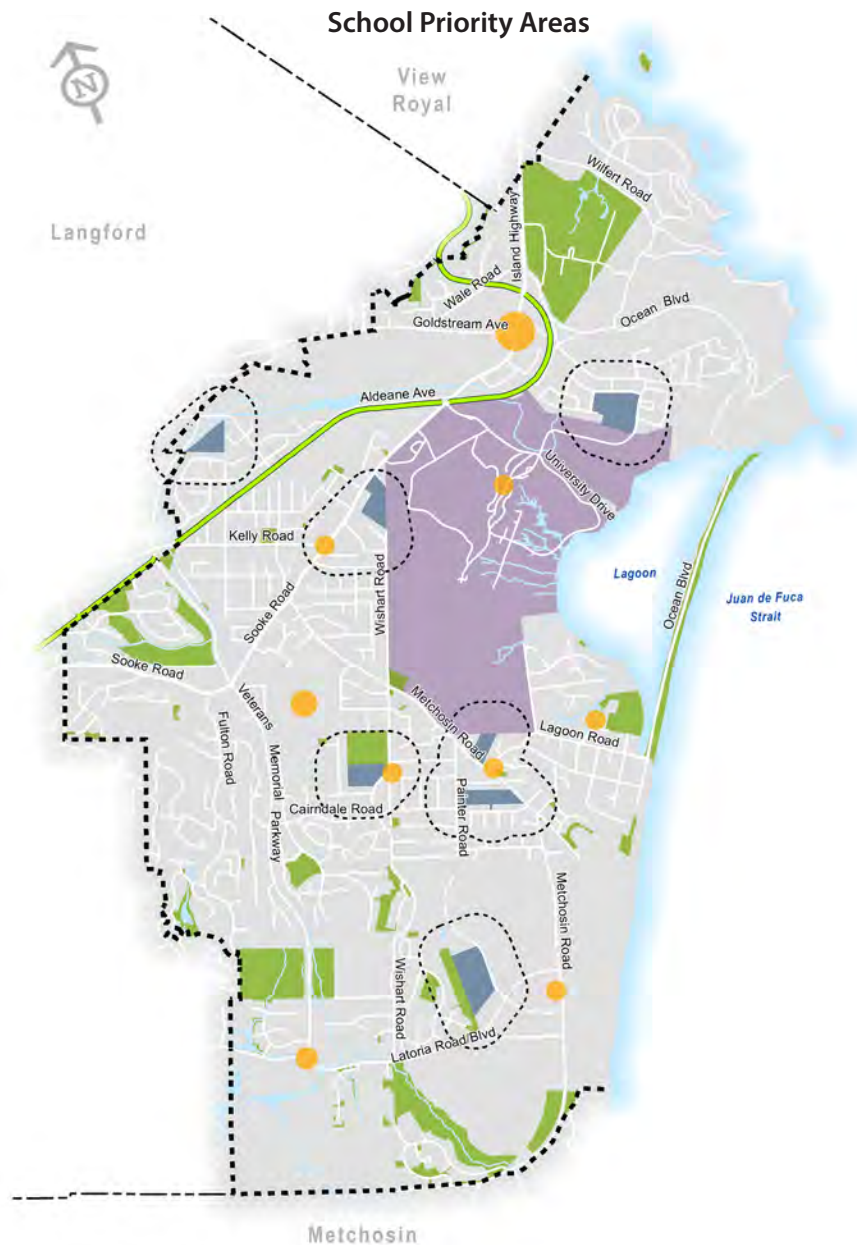 School Priority Areas
N
View
Royal
Langford
Wilfert Road
Island Highway
Wale Road
Goldstream Ave
Ocean Blvd
Aldeane Ave
University Drive
Kelly Road
Wishart Road
Sooke Road
Lagoon
Ocean Blvd
Juan de Fuca
Strait
Sooke Road
Veterans
Memorial
Parkway
Fulton Road
Metchosin Road
Lagoon Road
Cairndale Road
Painter Road
Metchosin Road
Wishart Road
Latoria Road/Blvd
Metchosin